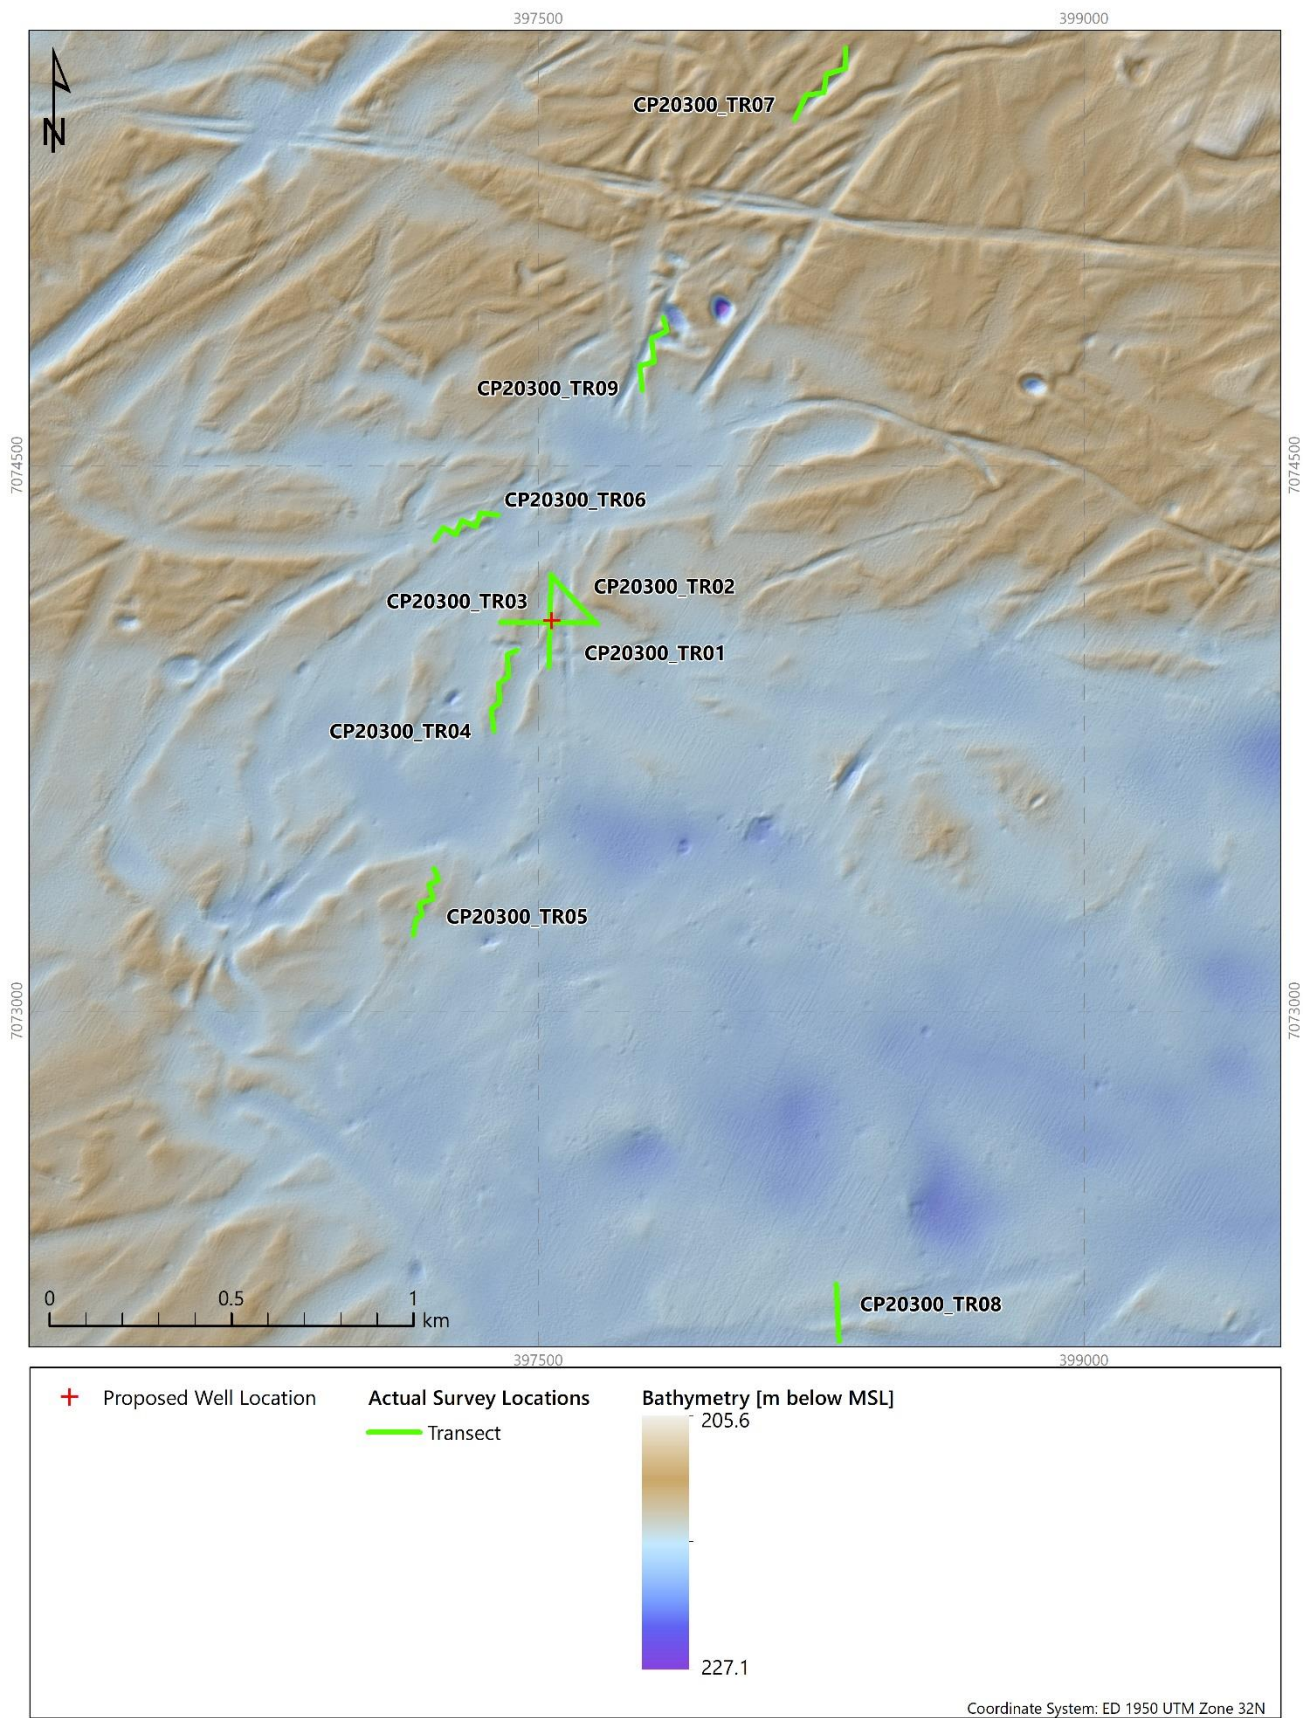 397500 399000
N
CP20300_TR07
CP20300_TR09
7074500 7074500
CP20300_TR06
CP20300_TR02
CP20300_TR03
CP20300_TR01
CP20300_TR04
CP20300_TR05
7073000 7073000
0 0.5 1 km
CP20300_TR08
397500 399000
Proposed Well Location
Actual Survey Locations
Transect
Bathymetry [m below MSL]
205.6
227.1
Coordinate System: ED 1950 UTM Zone 32N